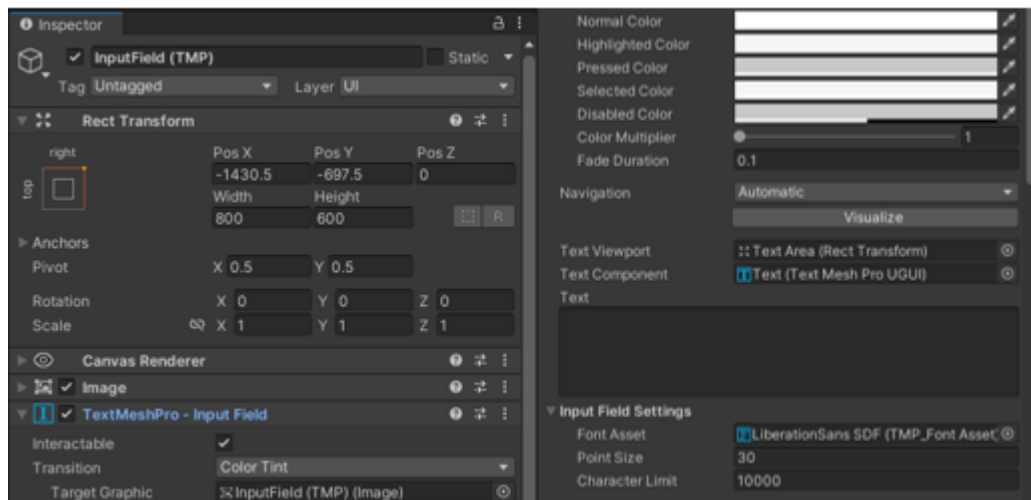 Inspector
InputField (TMP) Static
Tag Untagged Layer UI
Rect Transform
right
top
Pos X Pos Y Pos Z
-1430.5 -697.5 0
Width Height
800 600
R
Anchors
Pivot X 0.5 Y 0.5
Rotation X 0 Y 0 Z 0
Scale X 1 Y 1 Z 1
Canvas Renderer
Image
TextMeshPro - Input Field
Interactable
Transition Color Tint
Target Graphic InputField (TMP) (Image)
Normal Color
Highlighted Color
Pressed Color
Selected Color
Disabled Color
Color Multiplier 1
Fade Duration 0.1
Navigation Automatic
Visualize
Text Viewport Text Area (Rect Transform)
Text Component Text (Text Mesh Pro UGUI)
Text
Input Field Settings
Font Asset LiberationSans SDF (TMP_Font Asset)
Point Size 30
Character Limit 10000